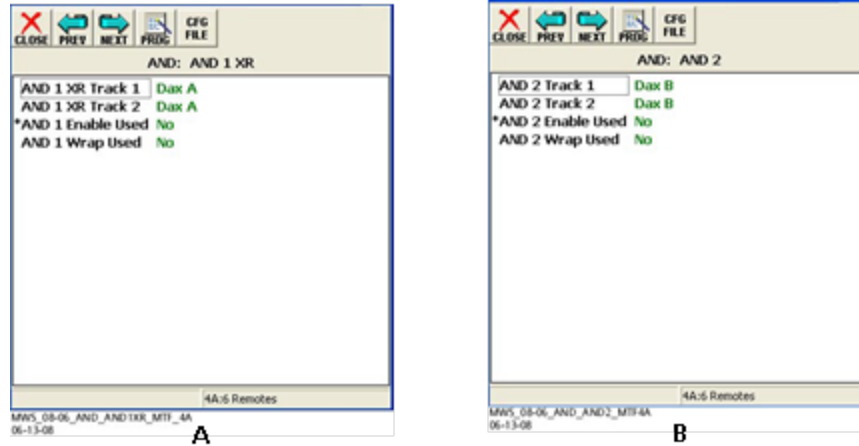 CLOSE PREV NEXT PROG CFG FILE
AND: AND 1 XR
AND 1 XR Track 1 Dax A
AND 1 XR Track 2 Dax A
*AND 1 Enable Used No
AND 1 Wrap Used No
4A:6 Remotes
MWS_08-06_AND_AND1XR_MTF_4A
06-13-08
A
CLOSE PREV NEXT PROG CFG FILE
AND: AND 2
AND 2 Track 1 Dax B
AND 2 Track 2 Dax B
*AND 2 Enable Used No
AND 2 Wrap Used No
4A:6 Remotes
MWS_08-06_AND_AND2_MTF4A
06-13-08
B